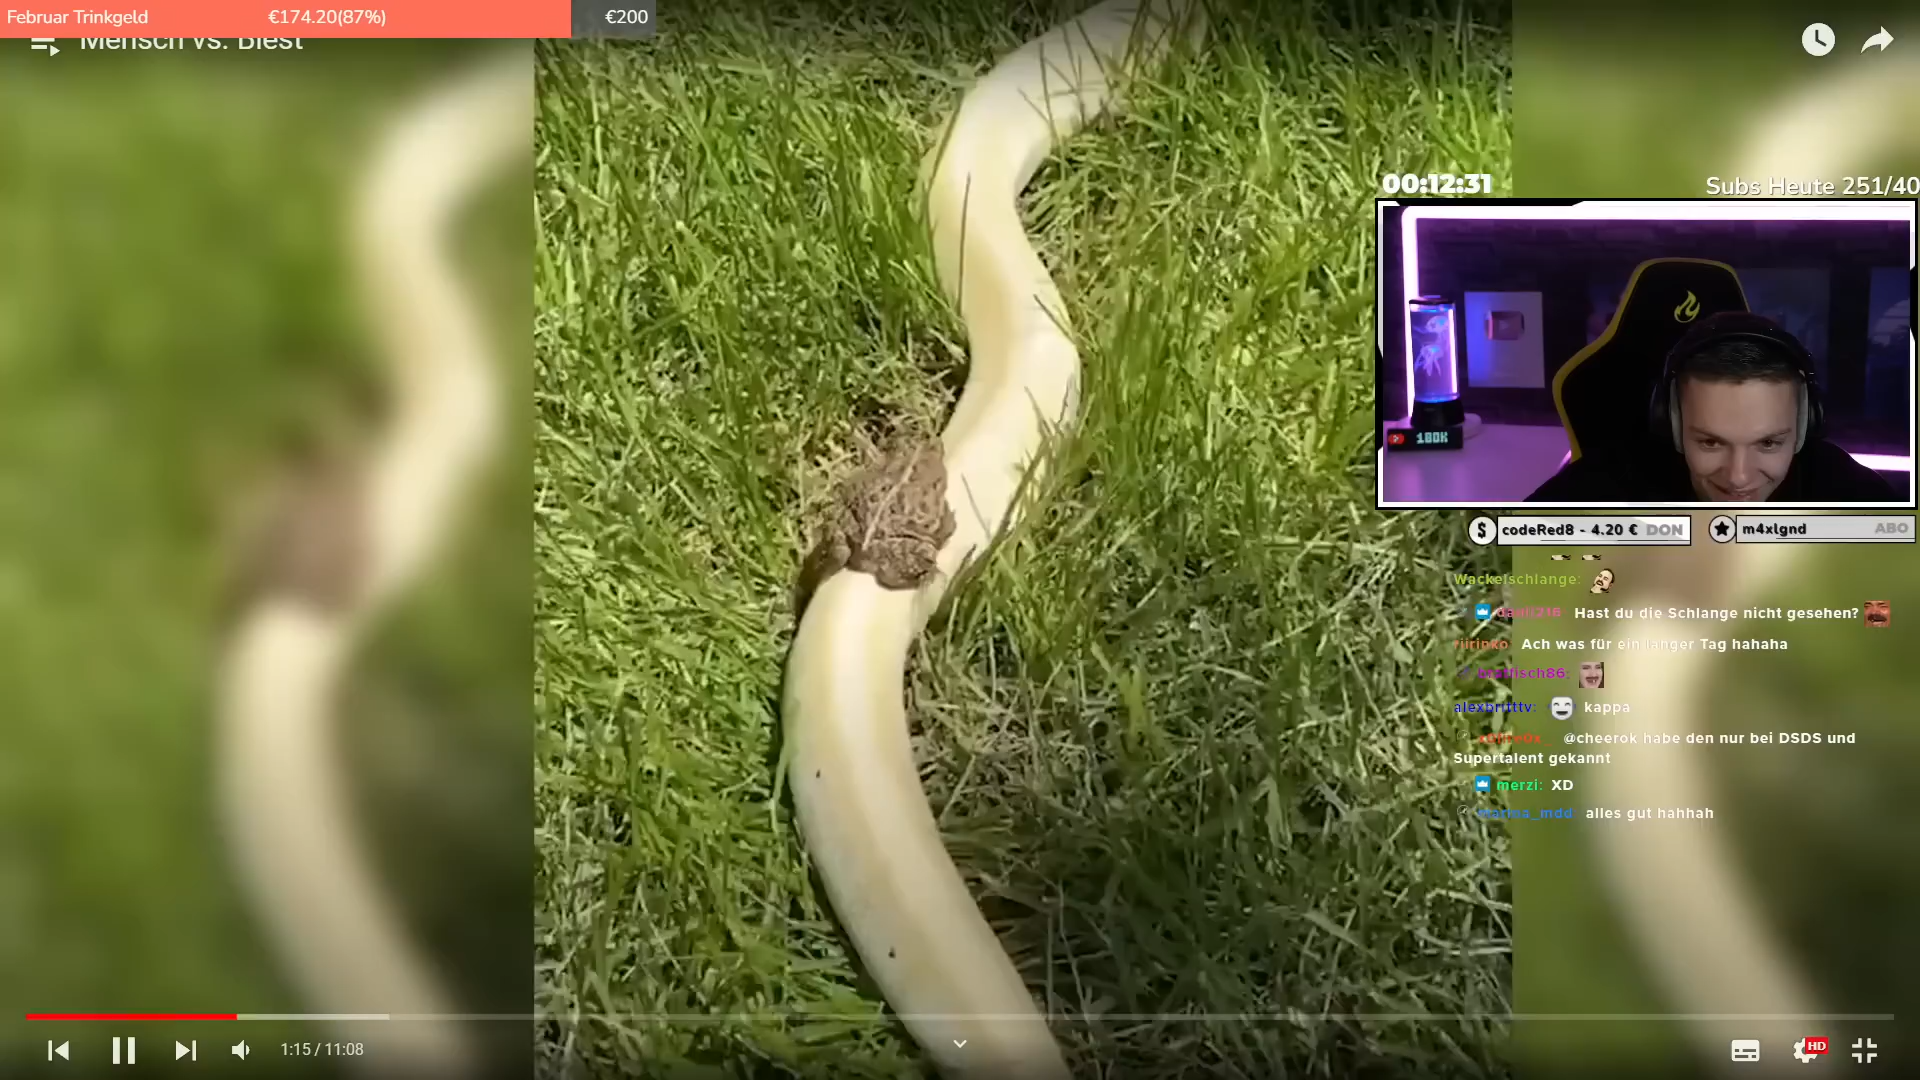 Februar Trinkgeld €174.20(87%) €200
Mensch vs. Biest
00:12:31 Subs Heute 251/40
180K
codeRed8 - 4.20 € DON m4xlgnd ABO
Wackelschlange:
Hast du die Schlange nicht gesehen?
riirinko Ach was für ein langer Tag hahaha
alexpritttv: kappa
@cheerok habe den nur bei DSDS und
Supertalent gekannt
merzi: XD
alles gut hahhah
1:15 / 11:08
HD